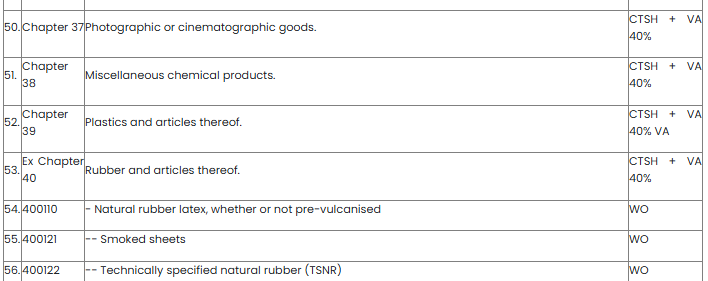 50. Chapter 37 Photographic or cinematographic goods. CTSH + VA
40%
51. Chapter
38 Miscellaneous chemical products. CTSH + VA
40%
52. Chapter
39 Plastics and articles thereof. CTSH + VA
40% VA
53. Ex Chapter
40 Rubber and articles thereof. CTSH + VA
40%
54. 400110 - Natural rubber latex, whether or not pre-vulcanised WO
55. 400121 -- Smoked sheets WO
56. 400122 -- Technically specified natural rubber (TSNR) WO